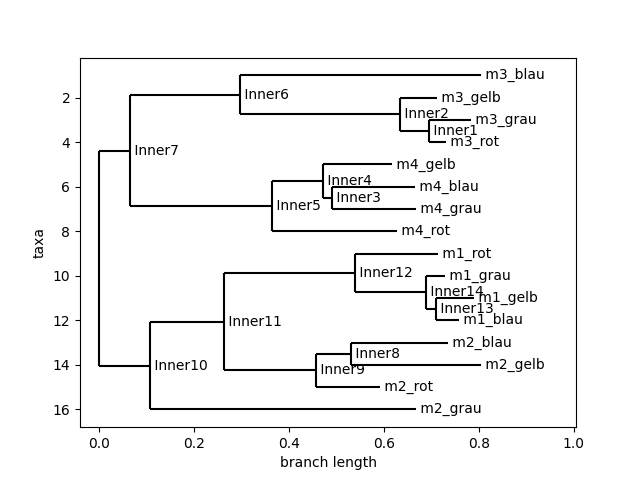 m3_blau
Inner6
m3_gelb
Inner2
m3_grau
Inner1
m3_rot
Inner7
m4_gelb
Inner4
m4_blau
Inner3
Inner5
m4_grau
m4_rot
m1_rot
Inner12
m1_grau
Inner14
m1_gelb
Inner13
m1_blau
Inner11
m2_blau
Inner8
m2_gelb
Inner10
Inner9
m2_rot
m2_grau
2
4
6
8
10
12
14
16
taxa
0.0 0.2 0.4 0.6 0.8 1.0
branch length